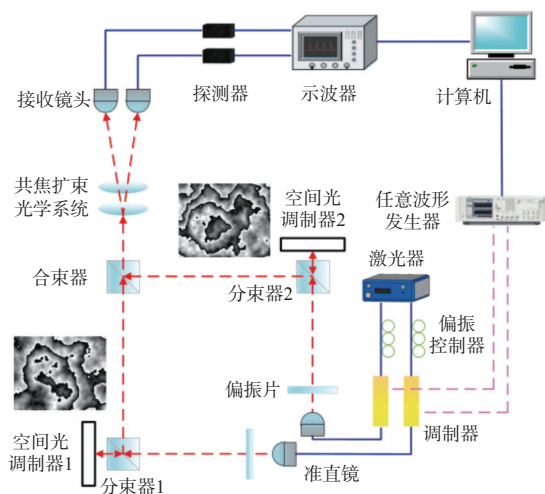 接收镜头
探测器
示波器
计算机
共焦扩束
光学系统
空间光
调制器2
任意波形
发生器
激光器
合束器
分束器2
偏振
控制器
偏振片
空间光
调制器1
调制器
准直镜
分束器1